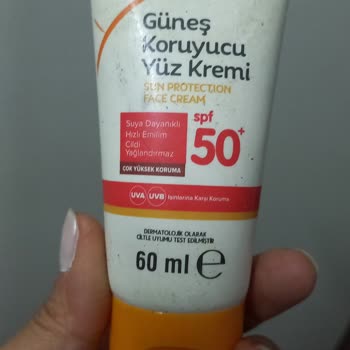 Güneş
Koruyucu
Yüz Kremi
SUN PROTECTION
FACE CREAM
Suya Dayanıklı
Hızlı Emilim
Cildi
Yağlandırmaz
spf
50+
ÇOK YÜKSEK KORUMA
UVA UVB Işınlarına Karşı Koruma
DERMATOLOJİK OLARAK
CİLTLE UYUMU TEST EDİLMİŞTİR
60 ml ℮